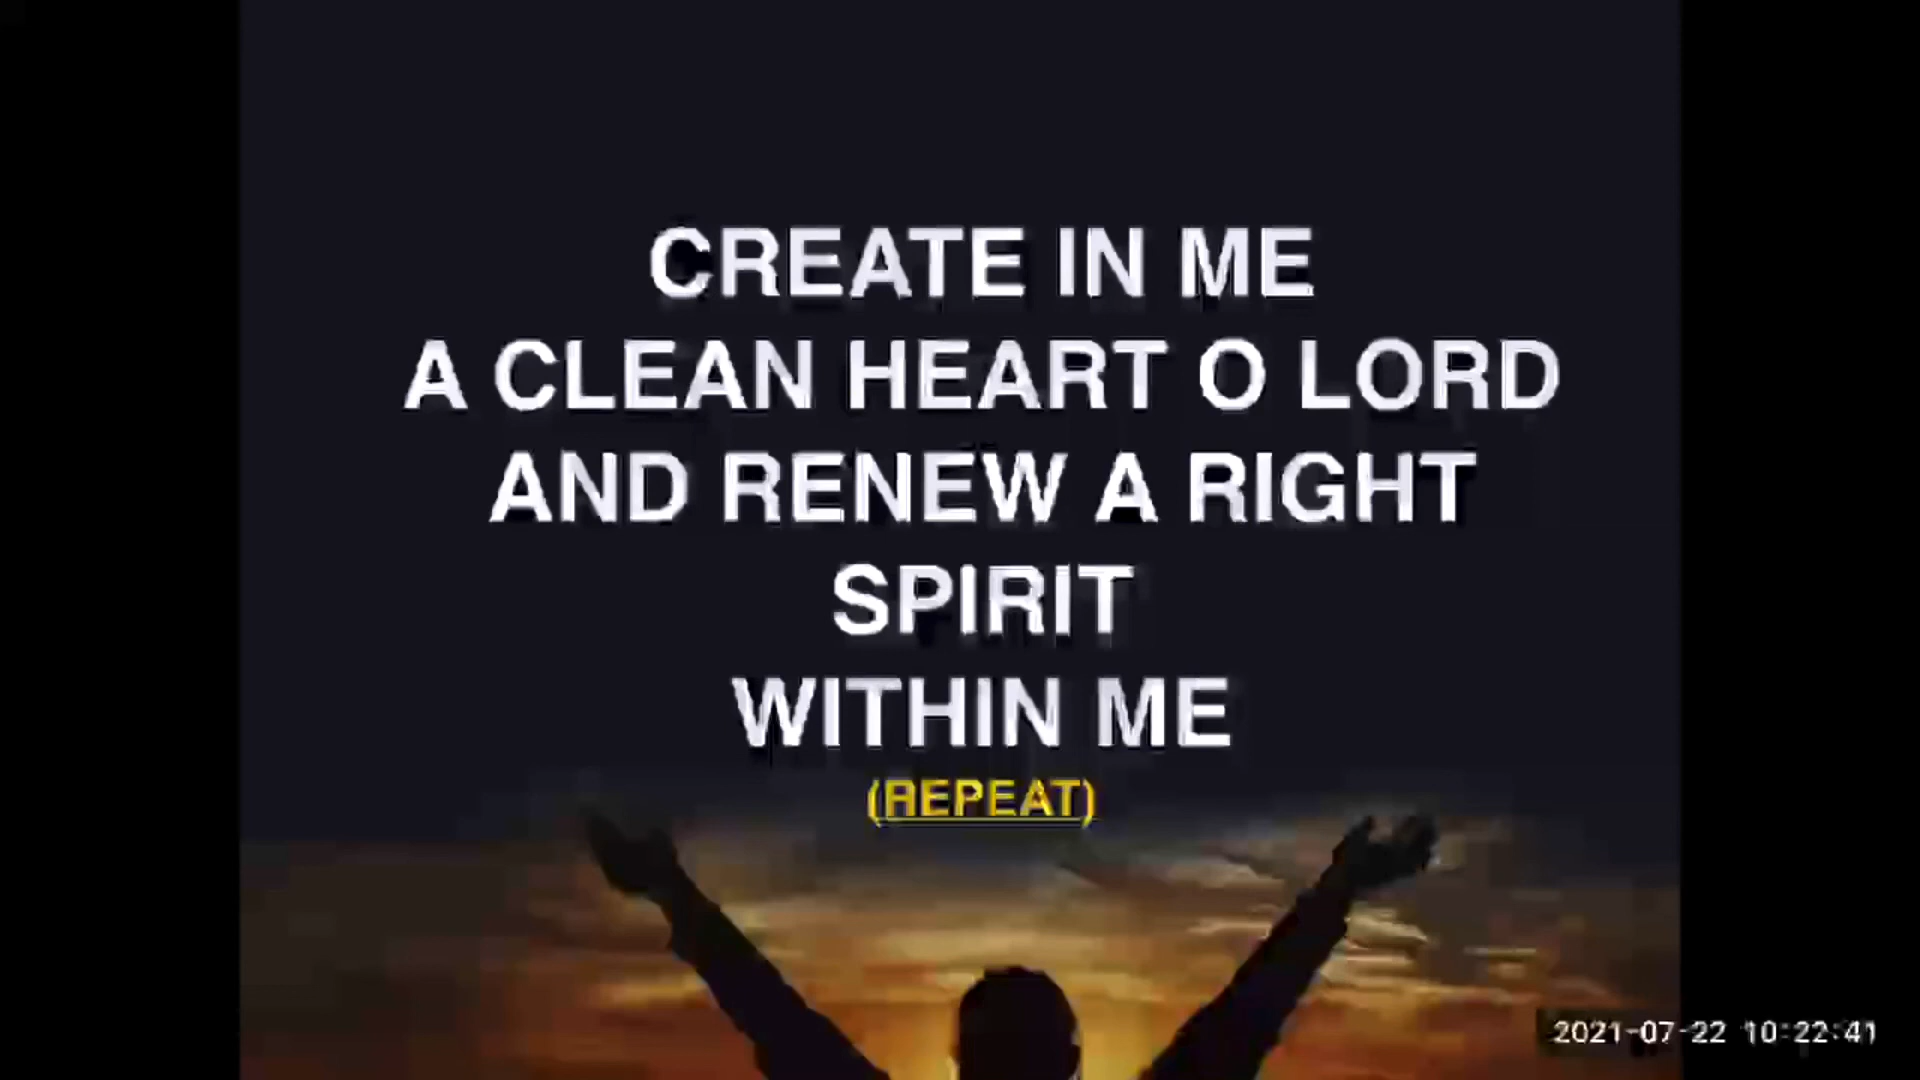 CREATE IN ME
A CLEAN HEART O LORD
AND RENEW A RIGHT
SPIRIT
WITHIN ME
(REPEAT)
2021-07-22 10:22:41